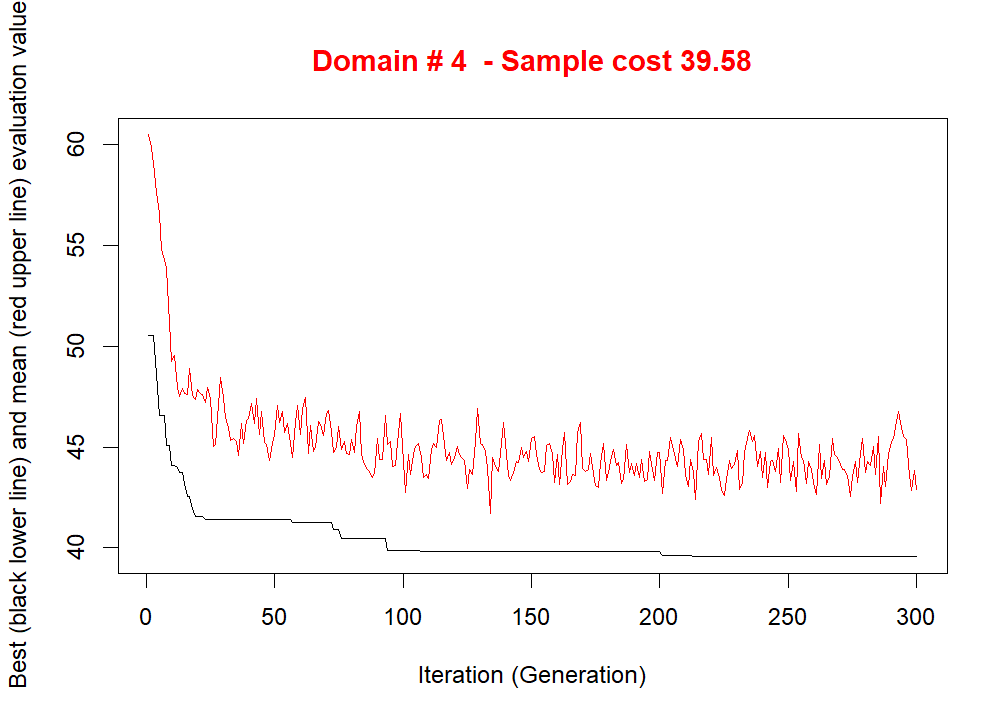 Domain # 4  - Sample cost 39.58
Best (black lower line) and mean (red upper line) evaluation value
60
55
50
45
40
0 50 100 150 200 250 300
Iteration (Generation)